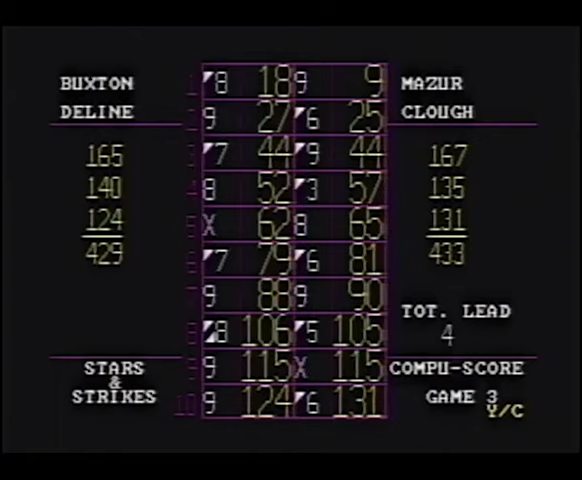 BUXTON
DELINE
165
140
124
429
1 8 18 9 9
2 9 27 6 25
3 7 44 9 44
4 8 52 3 57
5 X 62 8 65
6 7 79 6 81
7 9 88 9 90
8 8 106 5 105
9 9 115 X 115
10 9 124 6 131
MAZUR
CLOUGH
167
135
131
433
TOT. LEAD
4
STARS
&
STRIKES
COMPU-SCORE
GAME 3
Y/C